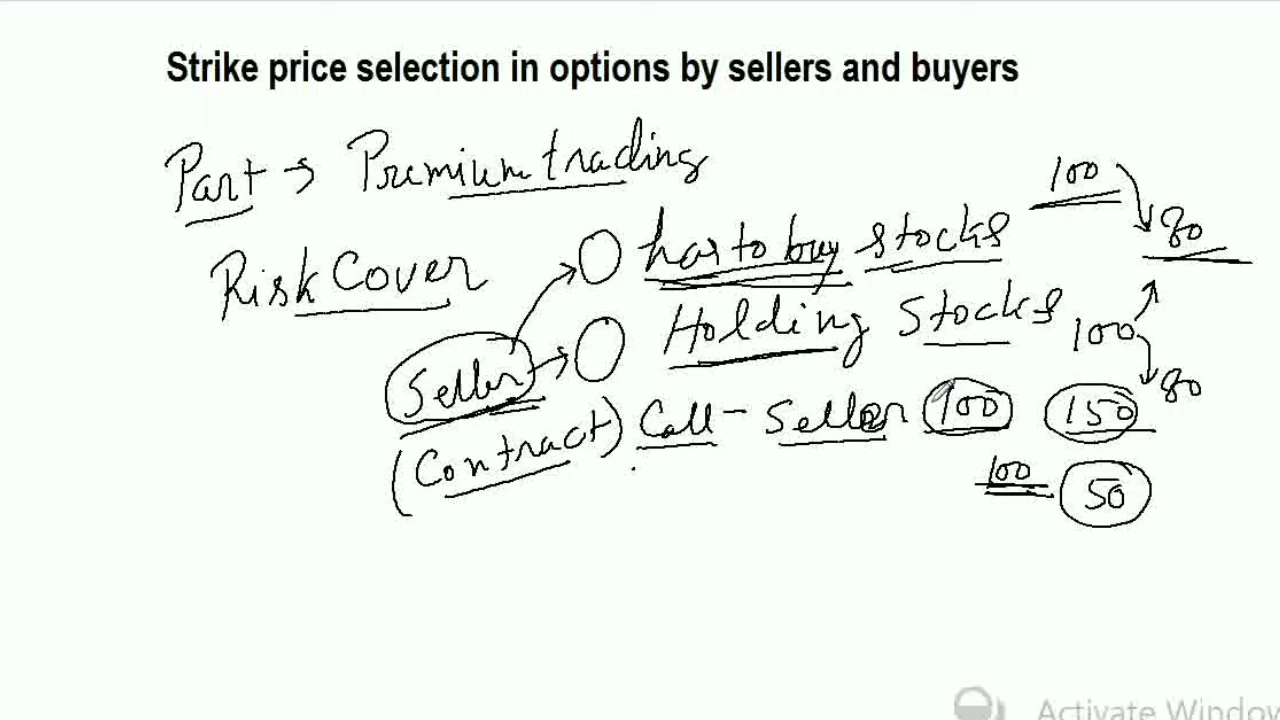 Strike price selection in options by sellers and buyers
Part → Premium trading
100
80
Risk Cover
has to buy stocks
Holding Stocks
100
80
Seller
(Contract) Call - Seller 100 150
100 50
Activate Window